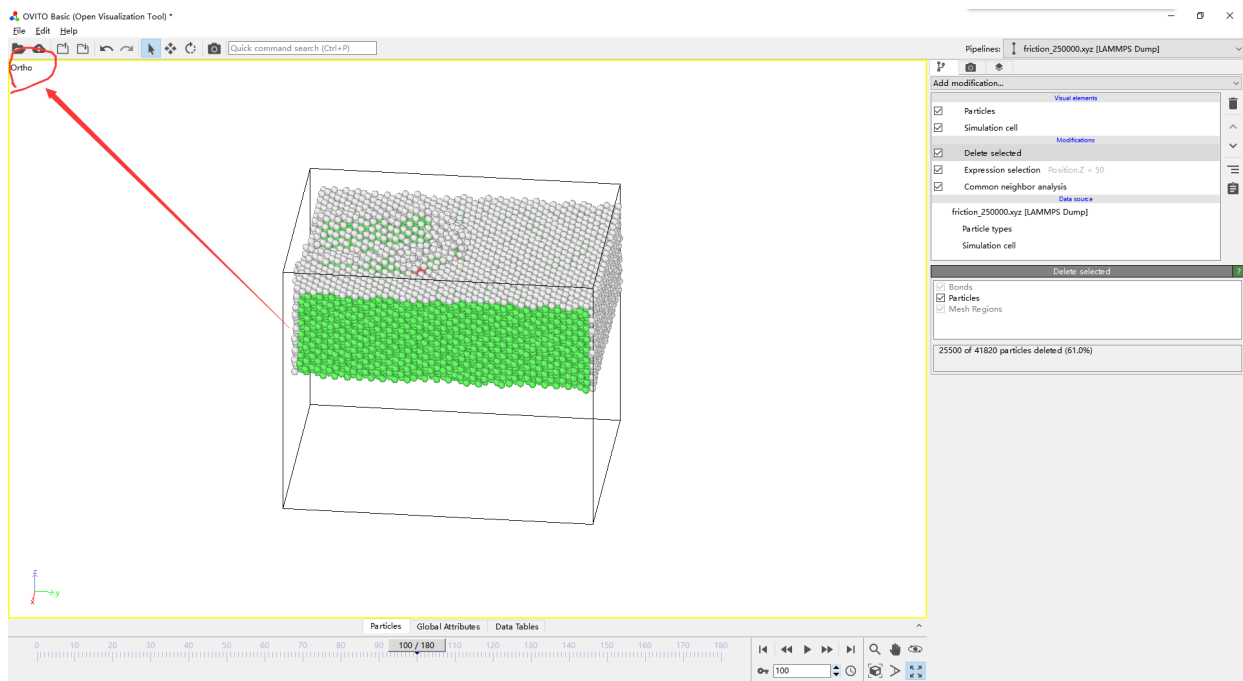 OVITO Basic (Open Visualization Tool) *
File Edit Help
Quick command search (Ctrl+P)
Pipelines: friction_250000.xyz [LAMMPS Dump]
Ortho
Add modification...
Visual elements
Particles
Simulation cell
Modifications
Delete selected
Expression selection Position.Z < 50
Common neighbor analysis
Data source
friction_250000.xyz [LAMMPS Dump]
Particle types
Simulation cell
Delete selected ?
Bonds
Particles
Mesh Regions
25500 of 41820 particles deleted (61.0%)
z
y
x
Particles Global Attributes Data Tables
0 10 20 30 40 50 60 70 80 90 100 / 180 110 120 130 140 150 160 170 180
100